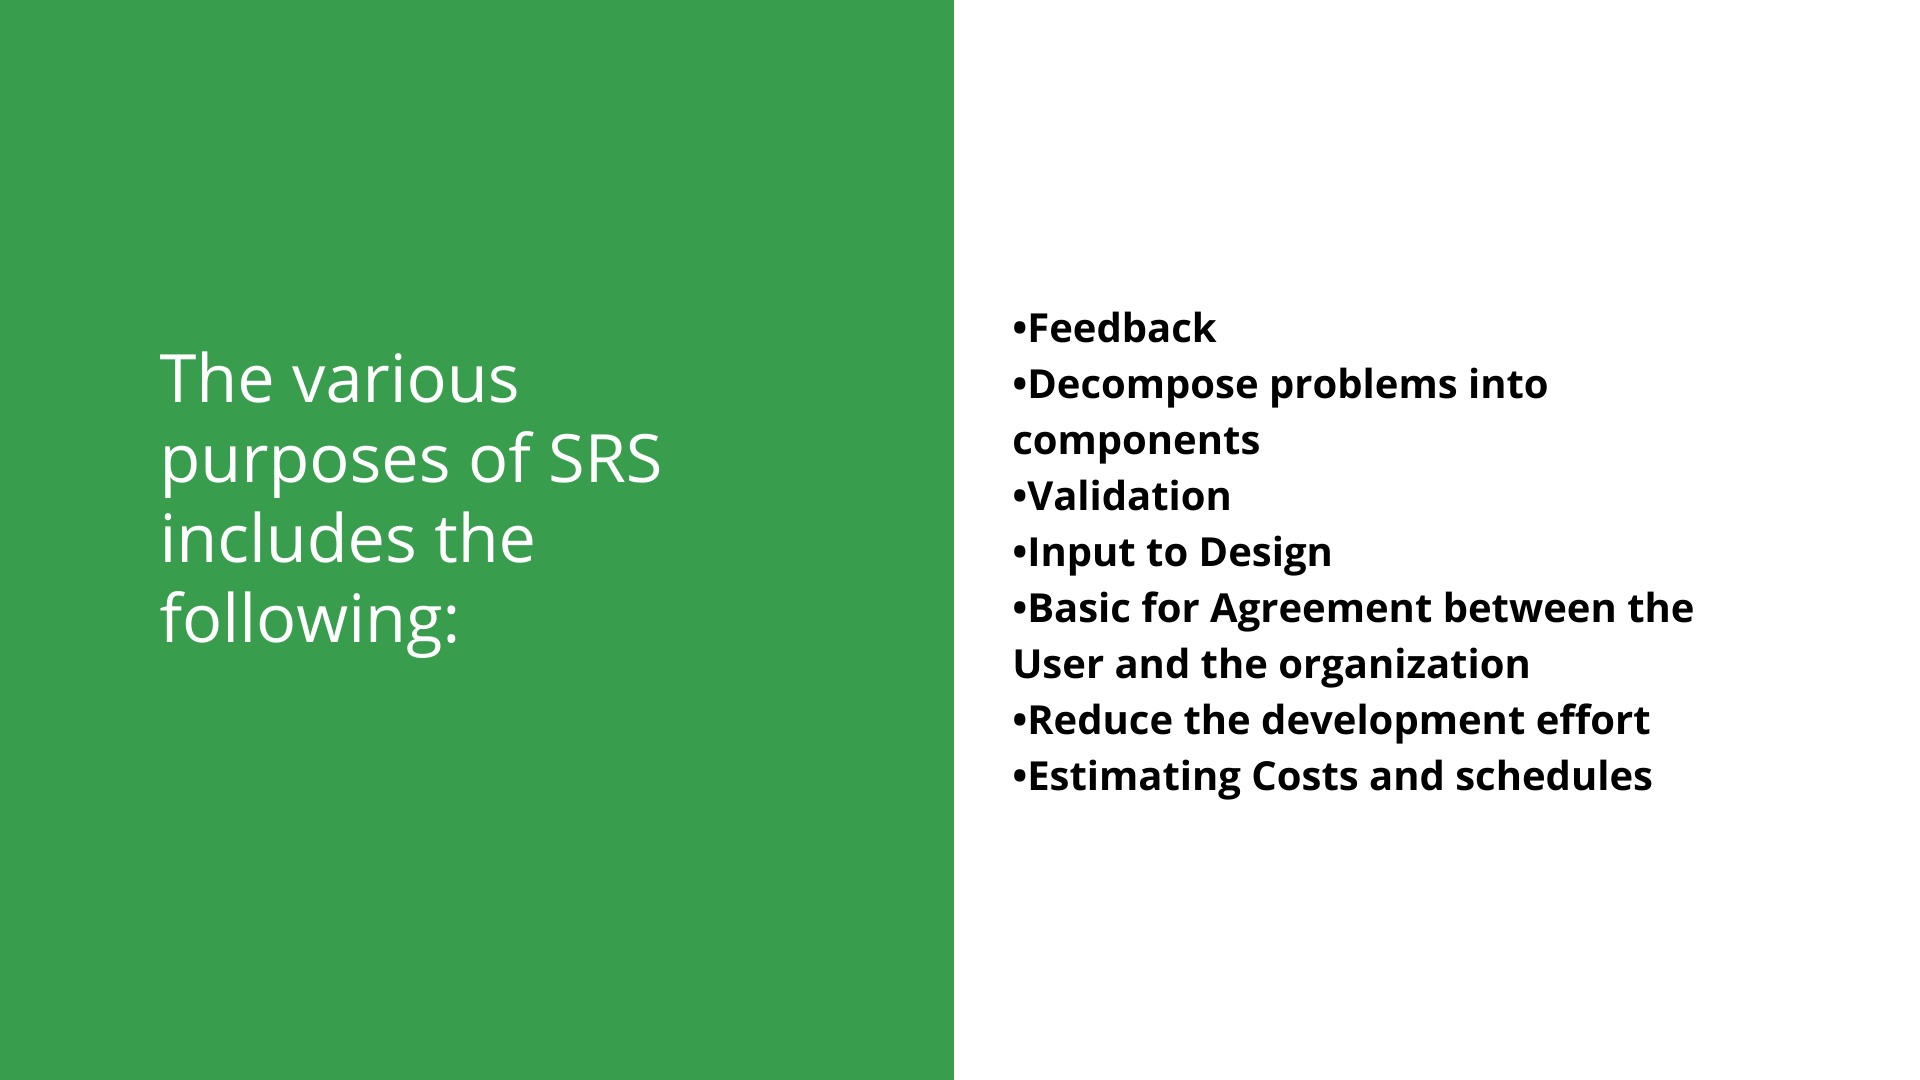 The various
purposes of SRS
includes the
following:
•Feedback
•Decompose problems into
components
•Validation
•Input to Design
•Basic for Agreement between the
User and the organization
•Reduce the development effort
•Estimating Costs and schedules